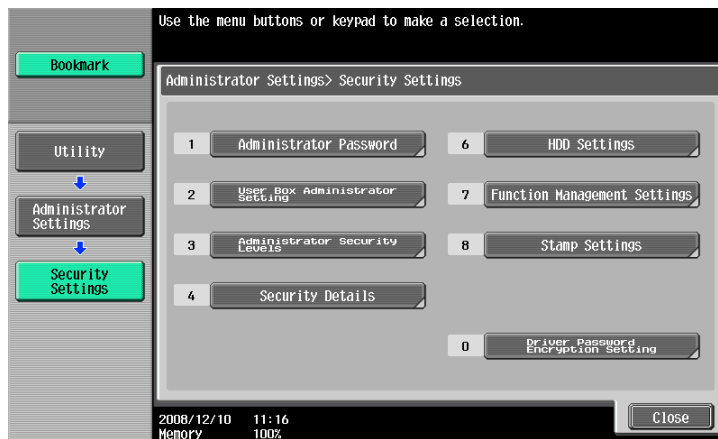 Use the menu buttons or keypad to make a selection.
Bookmark
Administrator Settings> Security Settings
Utility
Administrator
Settings
Security
Settings
1 Administrator Password
2 User Box Administrator
Setting
3 Administrator Security
Levels
4 Security Details
6 HDD Settings
7 Function Management Settings
8 Stamp Settings
0 Driver Password
Encryption Setting
2008/12/10 11:16
Memory 100%
Close